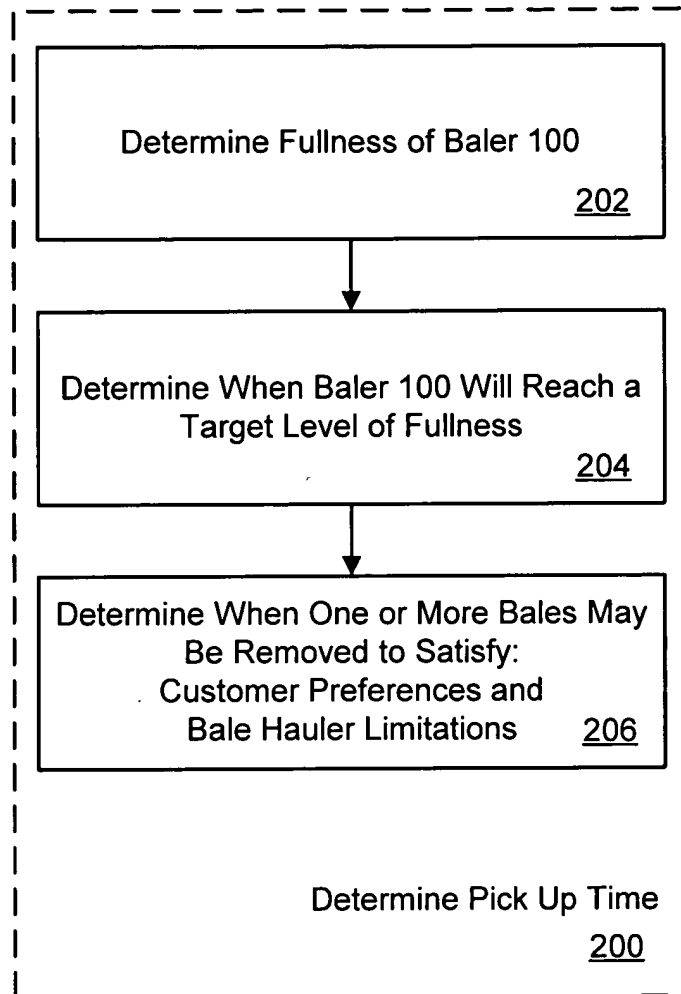 Determine Fullness of Baler 100
202
Determine When Baler 100 Will Reach a
Target Level of Fullness
204
Determine When One or More Bales May
Be Removed to Satisfy:
Customer Preferences and
Bale Hauler Limitations 206
Determine Pick Up Time
200